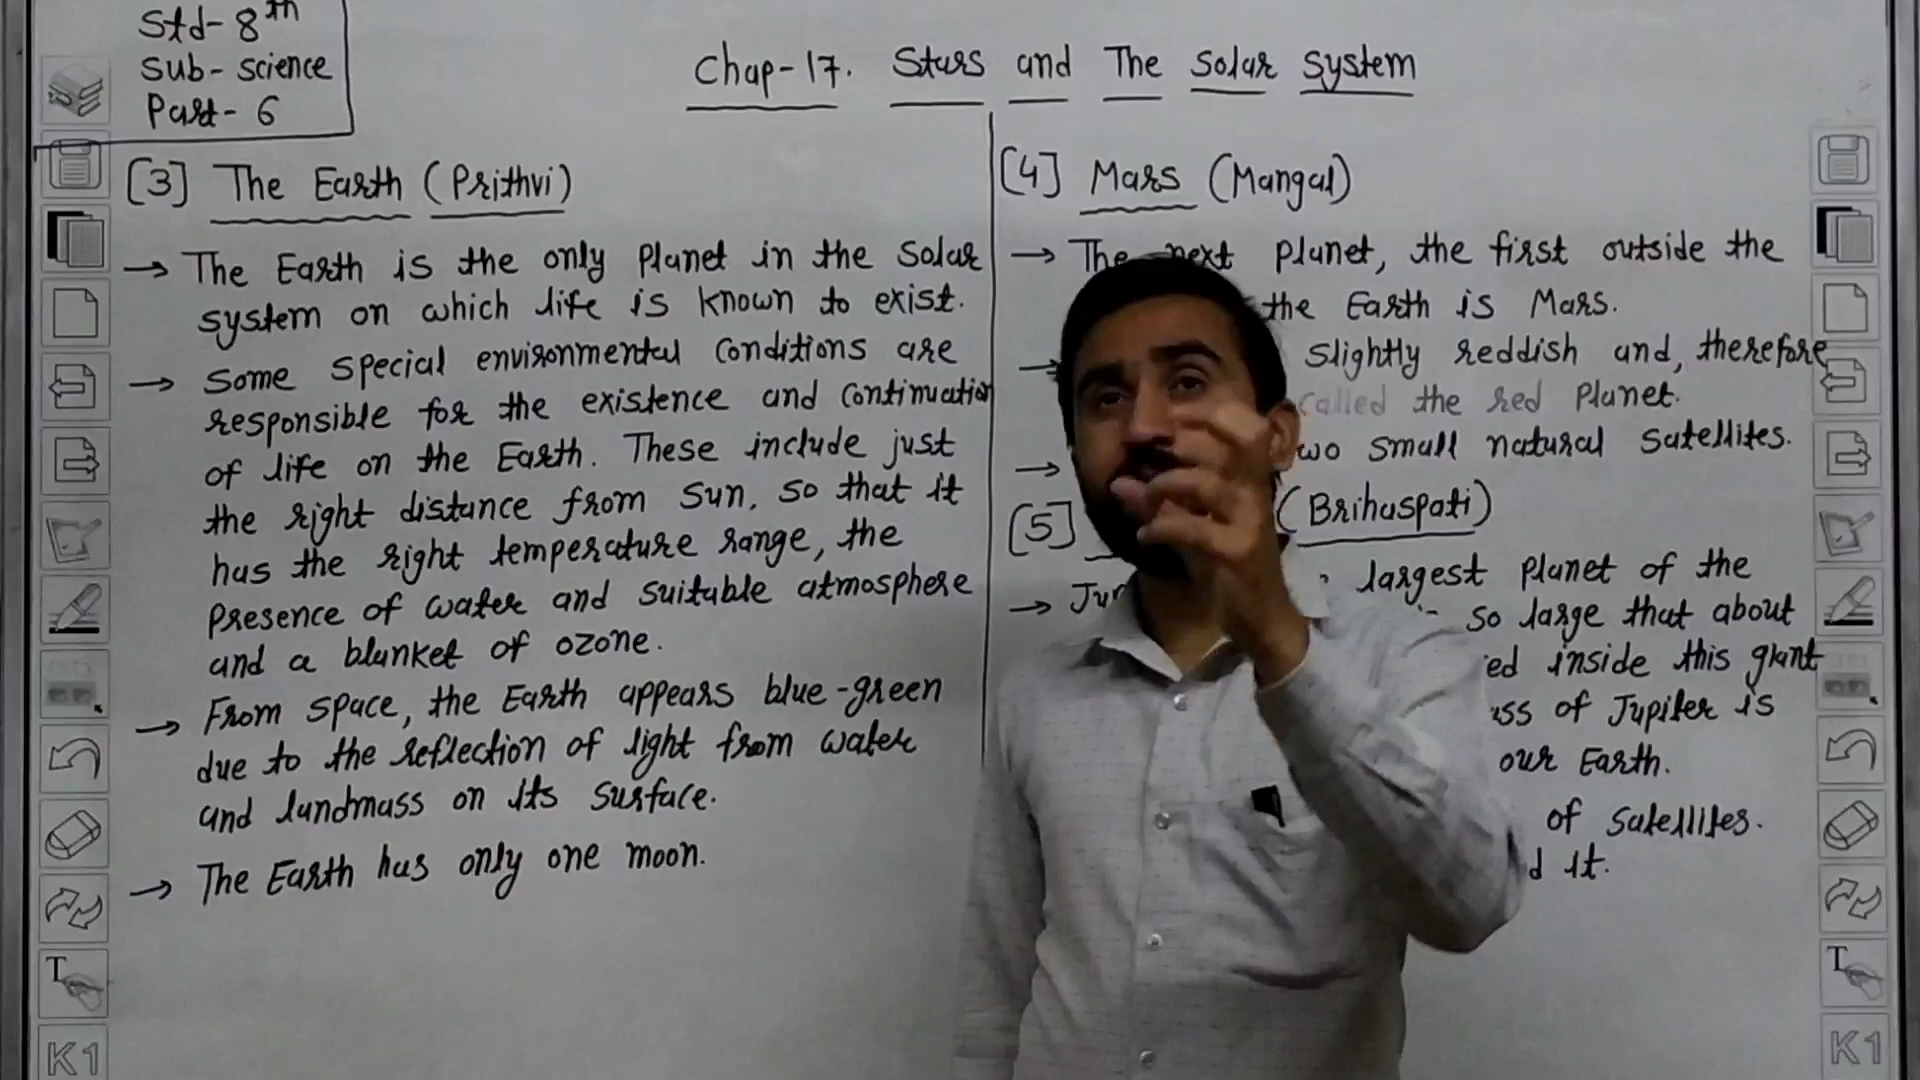 Std- 8th
Sub- science
Part- 6
Chap-17. Stars and The Solar System
[3] The Earth (Prithvi)
→ The Earth is the only planet in the solar
system on which life is known to exist.
→ Some special environmental conditions are
responsible for the existence and continuation
of life on the Earth. These include just
the right distance from Sun, so that it
has the right temperature range, the
presence of water and suitable atmosphere
and a blanket of ozone.
→ From space, the Earth appears blue-green
due to the reflection of light from water
and landmass on its surface.
→ The Earth has only one moon.
[4] Mars (Mangal)
→ The next planet, the first outside the
the Earth is Mars.
→ slightly reddish and, therefore
called the red planet.
→ small natural satellites.
[5] (Brihaspati)
→ largest planet of the
so large that about
inside this giant
of Jupiter is
our Earth.
of satellites.
it.
T
K1
T
K1